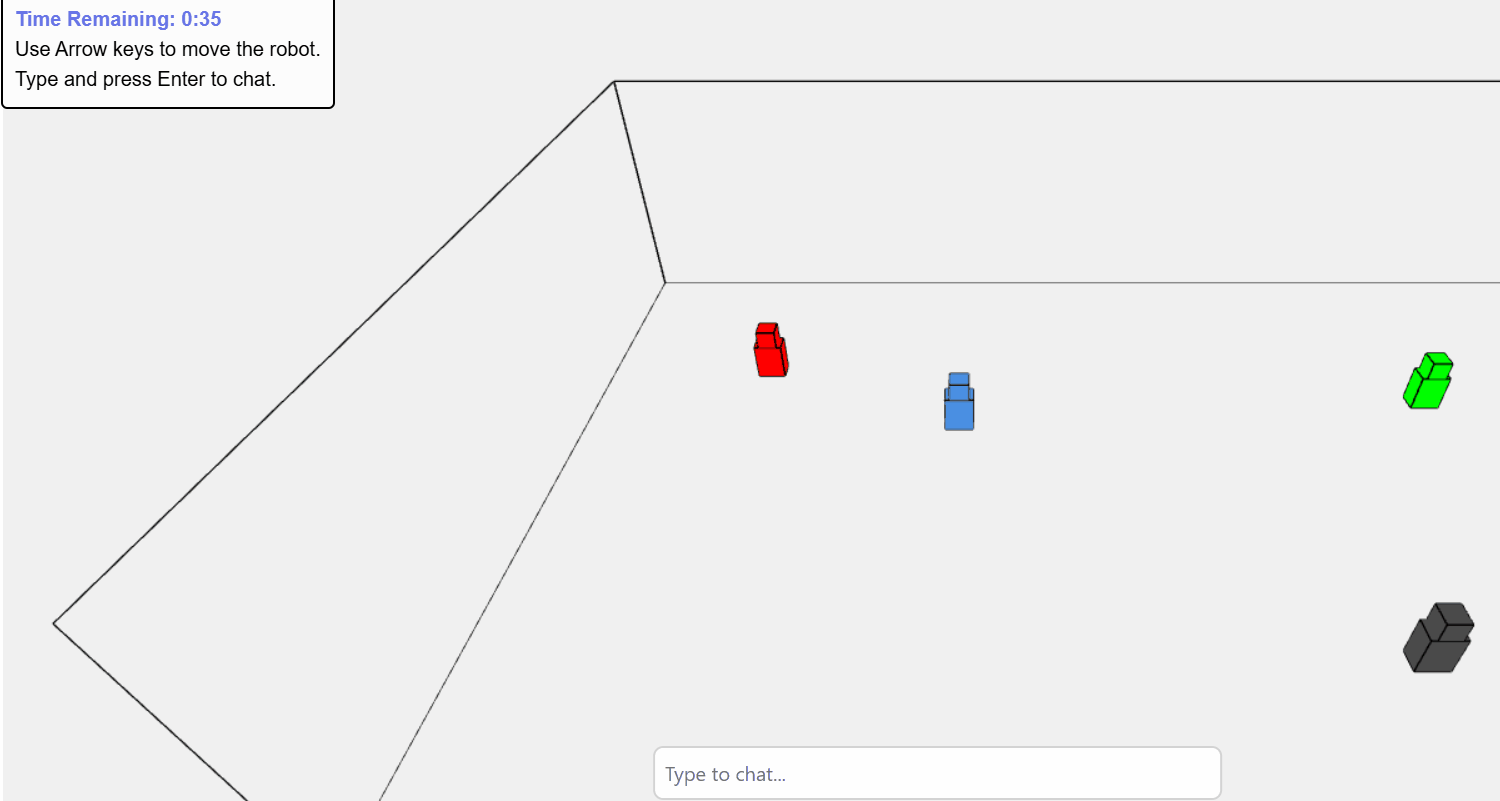 Time Remaining: 0:35
Use Arrow keys to move the robot.
Type and press Enter to chat.
Type to chat...